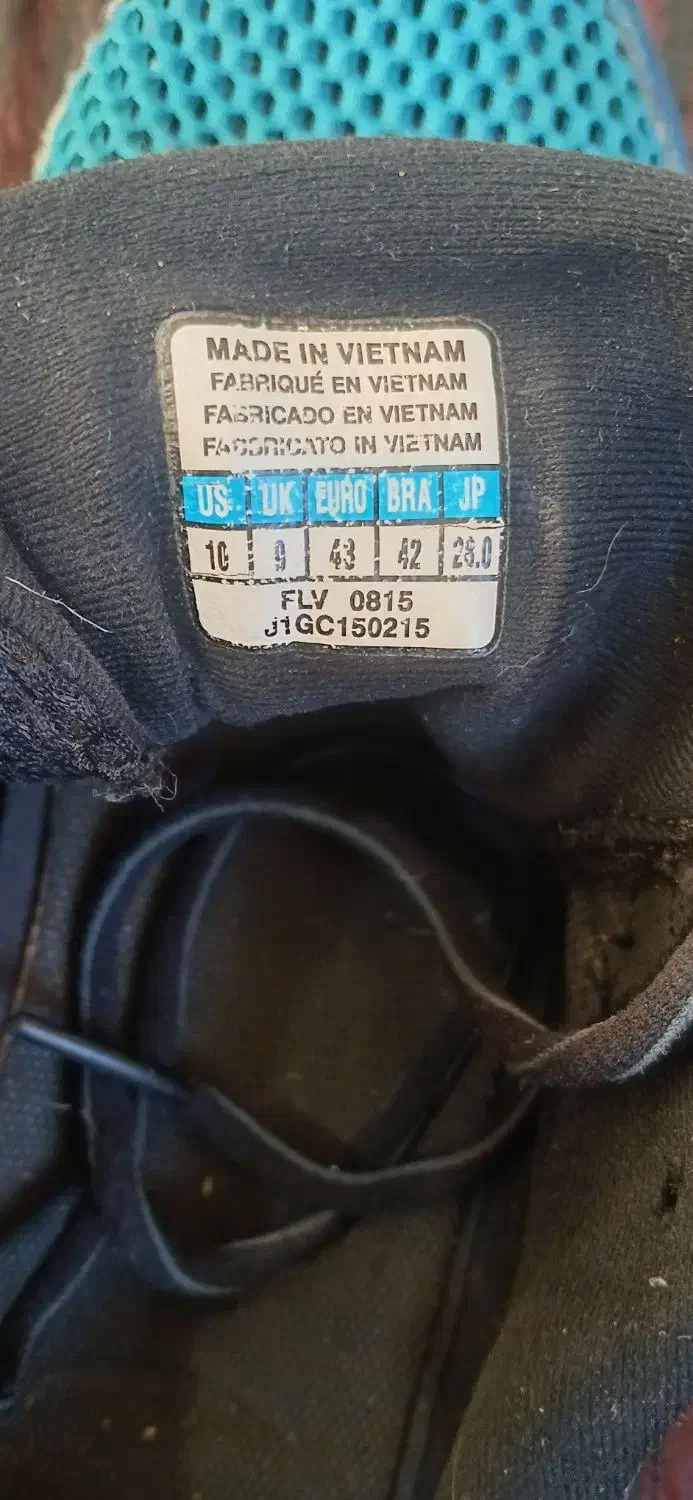 MADE IN VIETNAM
FABRIQUÉ EN VIETNAM
FABRICADO EN VIETNAM
FABBRICATO IN VIETNAM
US UK EURO BRA JP
10 9 43 42 28.0
FLV 0815
J1GC150215